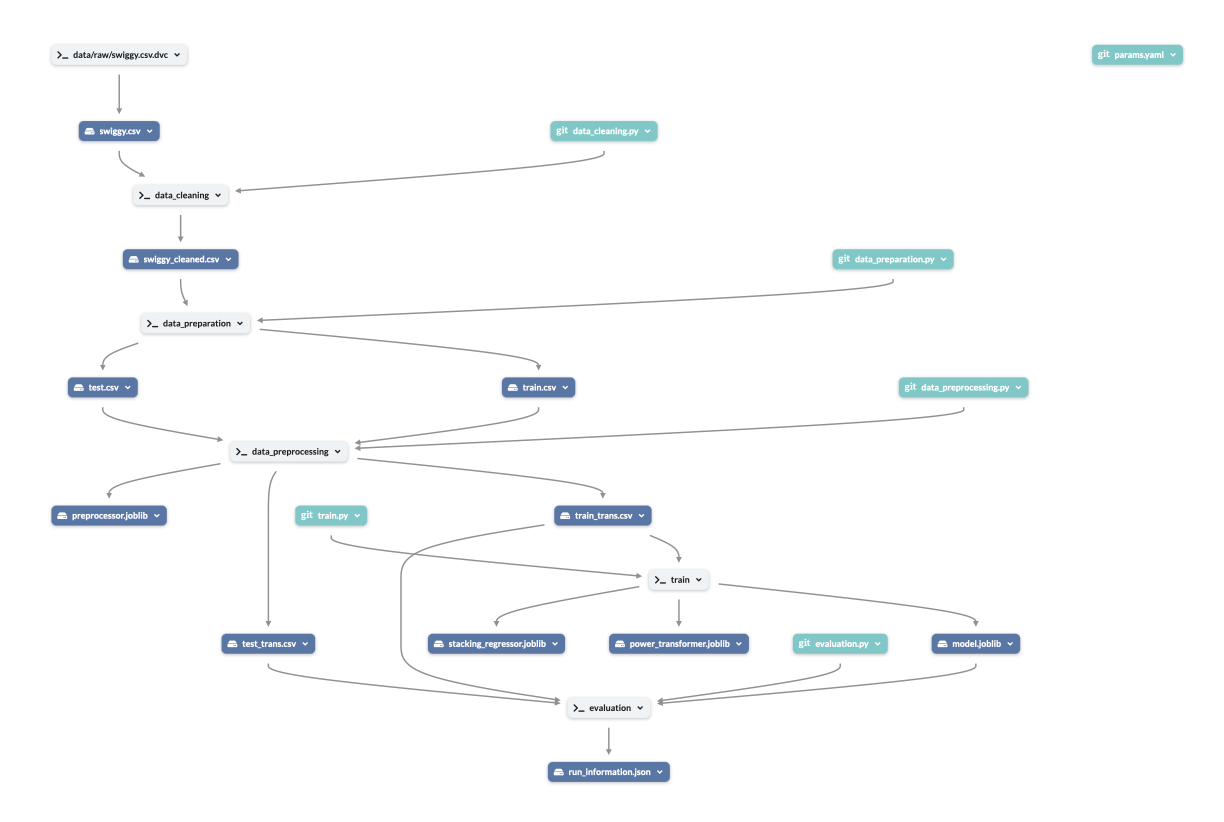 >_ data/raw/swiggy.csv.dvc
git params.yaml
swiggy.csv
git data_cleaning.py
>_ data_cleaning
swiggy_cleaned.csv
git data_preparation.py
>_ data_preparation
test.csv
train.csv
git data_preprocessing.py
>_ data_preprocessing
preprocessor.joblib
git train.py
train_trans.csv
>_ train
test_trans.csv
stacking_regressor.joblib
power_transformer.joblib
git evaluation.py
model.joblib
>_ evaluation
run_information.json